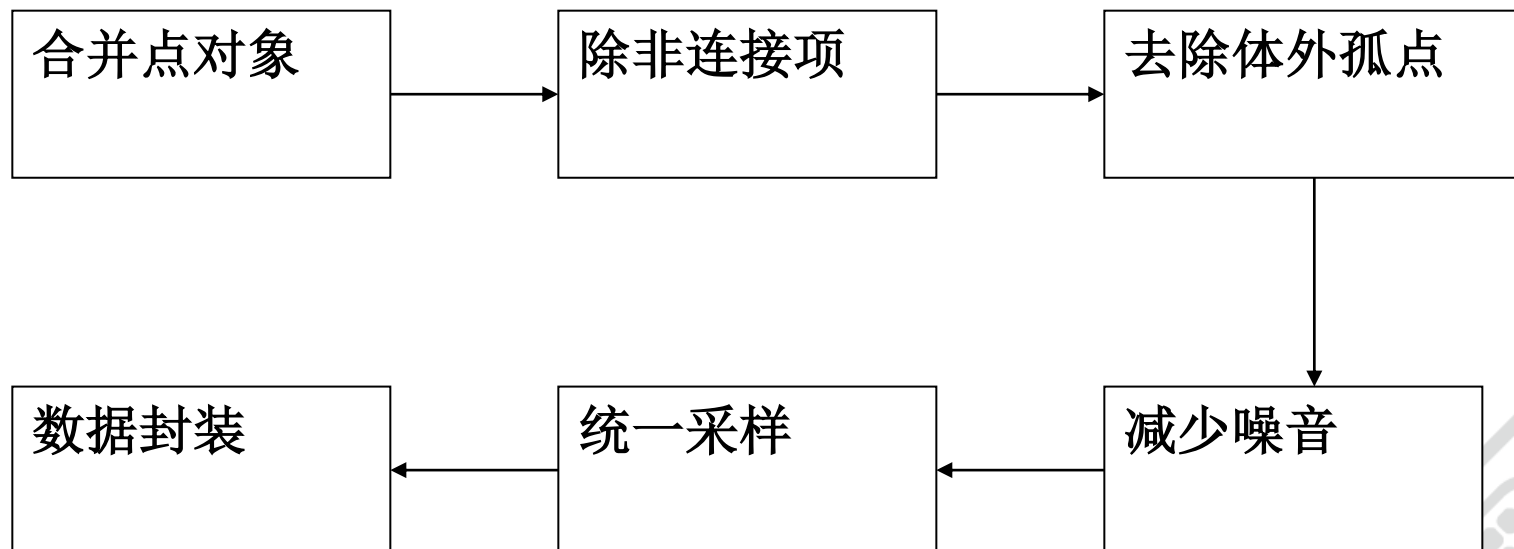 合并点对象
除非连接项
去除体外孤点
减少噪音
统一采样
数据封装